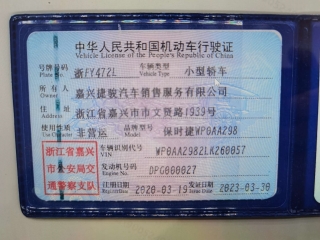 中华人民共和国机动车行驶证
Vehicle License of the People's Republic of China
号牌号码 浙FY472L 车辆类型 小型轿车
Plate No. Vehicle Type
所有人 嘉兴捷骏汽车销售服务有限公司
Owner
住址 浙江省嘉兴市市文贤路1939号
Address
使用性质 非营运 品牌型号 保时捷WP0AA298
Use Character Model
浙江省嘉兴
市公安局交
通警察支队
车辆识别代号 WP0AA298ZLK260057
VIN
发动机号码 DPG000027
Engine No.
注册日期 2020-03-19 发证日期 2023-03-30